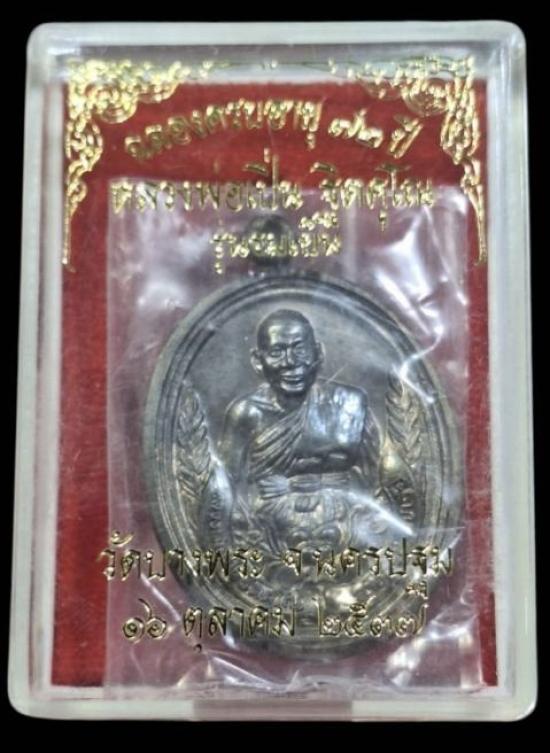 ฉลองครบอายุ ๗๒ ปี
หลวงพ่อเปิ่น ฐิตคุโณ
รุ่นชมเย็น
วัดบางพระ จ.นครปฐม
๑๖ ตุลาคม ๒๕๓๗